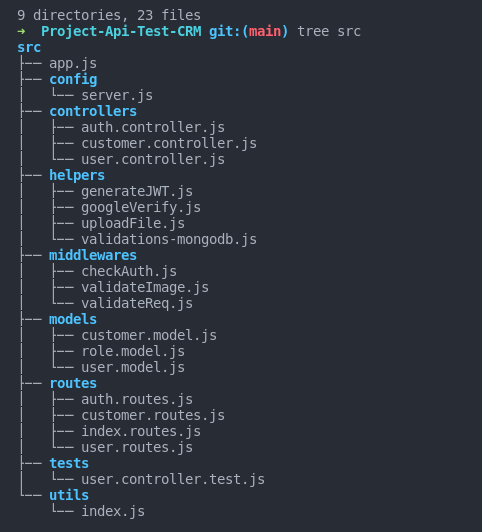 9 directories, 23 files
➜  Project-Api-Test-CRM git:(main) tree src
src
├── app.js
├── config
│   └── server.js
├── controllers
│   ├── auth.controller.js
│   ├── customer.controller.js
│   └── user.controller.js
├── helpers
│   ├── generateJWT.js
│   ├── googleVerify.js
│   ├── uploadFile.js
│   └── validations-mongodb.js
├── middlewares
│   ├── checkAuth.js
│   ├── validateImage.js
│   └── validateReq.js
├── models
│   ├── customer.model.js
│   ├── role.model.js
│   └── user.model.js
├── routes
│   ├── auth.routes.js
│   ├── customer.routes.js
│   ├── index.routes.js
│   └── user.routes.js
├── tests
│   └── user.controller.test.js
└── utils
    └── index.js